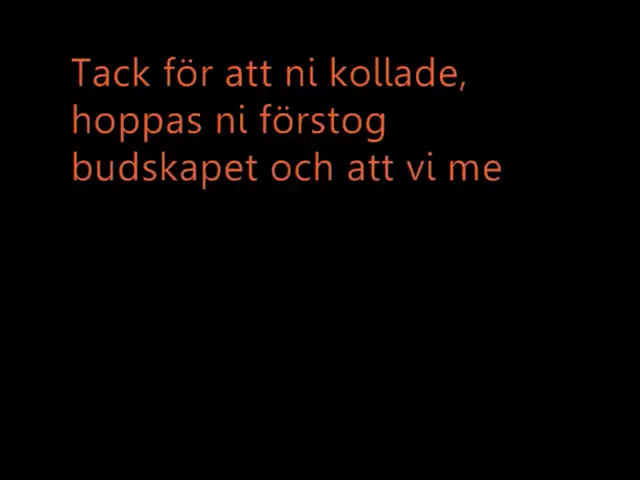 Tack för att ni kollade,
hoppas ni förstog
budskapet och att vi me